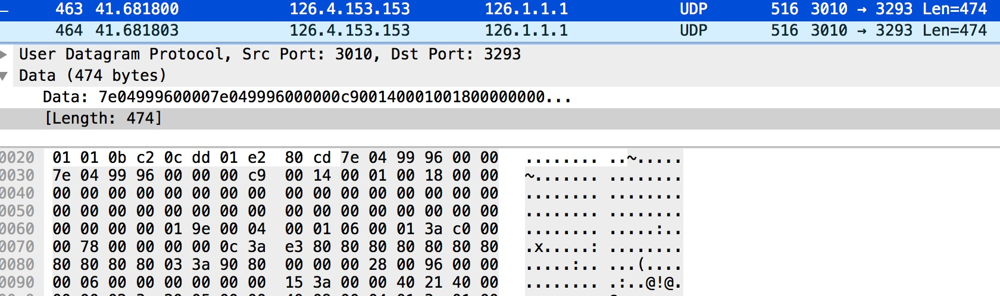 463 41.681800 126.4.153.153 126.1.1.1 UDP 516 3010 → 3293 Len=474
464 41.681803 126.4.153.153 126.1.1.1 UDP 516 3010 → 3293 Len=474
User Datagram Protocol, Src Port: 3010, Dst Port: 3293
Data (474 bytes)
Data: 7e04999600007e049996000000c90014000100180000000000...
[Length: 474]
0020 01 01 0b c2 0c dd 01 e2 80 cd 7e 04 99 96 00 00 ........ ..~.....
0030 7e 04 99 96 00 00 00 c9 00 14 00 01 00 18 00 00 ~....... ........
0040 00 00 00 00 00 00 00 00 00 00 00 00 00 00 00 00 ........ ........
0050 00 00 00 00 00 00 00 00 00 00 00 00 00 00 00 00 ........ ........
0060 00 00 00 00 01 9e 00 04 00 01 06 00 01 3a c0 00 ........ .....:..
0070 00 78 00 00 00 00 0c 3a e3 80 80 80 80 80 80 80 .x.....: ........
0080 80 80 80 80 03 3a 90 80 00 00 00 28 00 96 00 00 .....:.. ...(....
0090 00 06 00 00 00 00 00 00 15 3a 00 00 40 21 40 00 ........ .:..@!@.